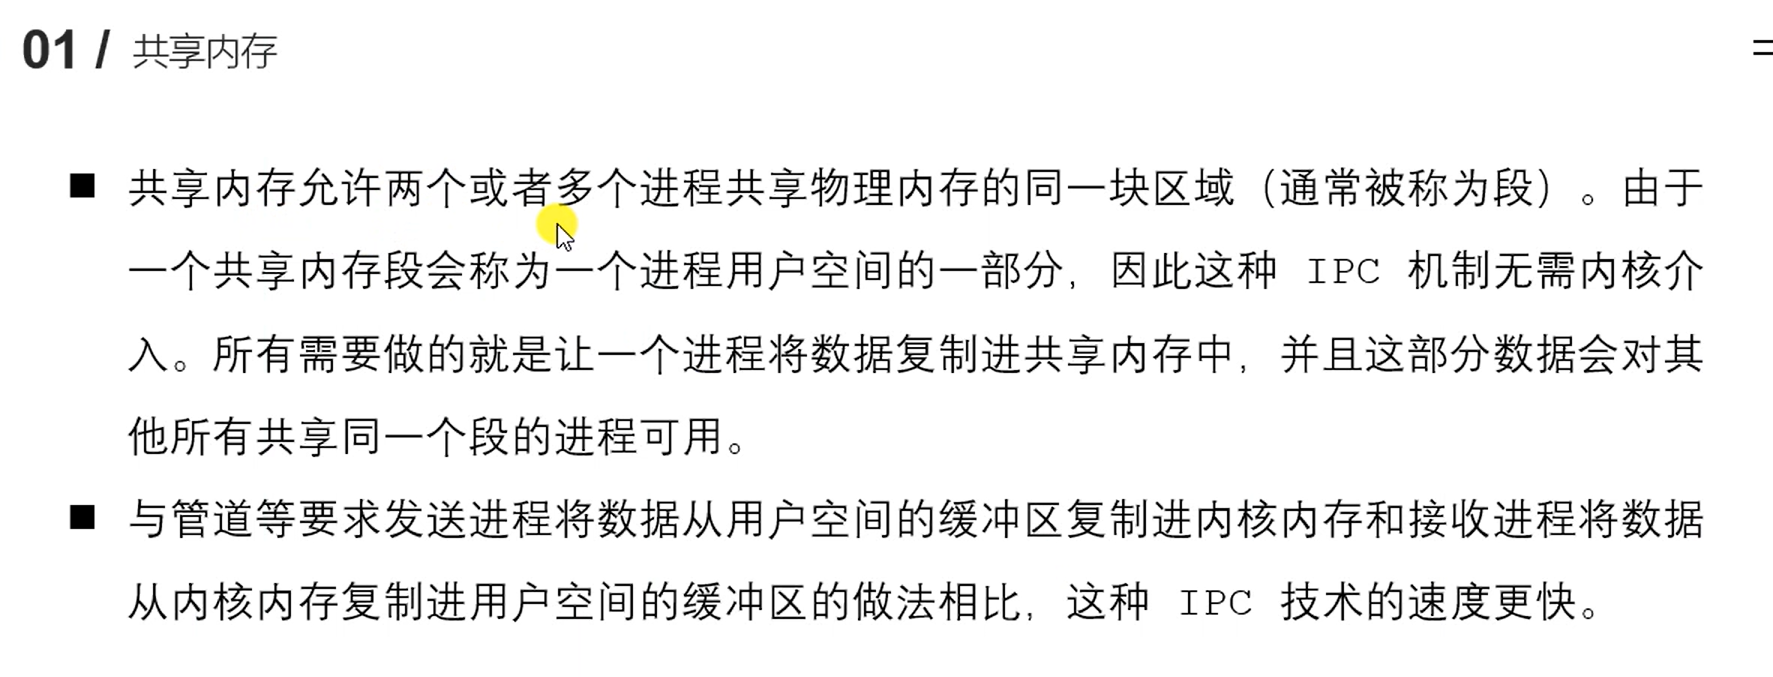 01 / 共享内存
■ 共享内存允许两个或者多个进程共享物理内存的同一块区域（通常被称为段）。由于
一个共享内存段会称为一个进程用户空间的一部分，因此这种 IPC 机制无需内核介
入。所有需要做的就是让一个进程将数据复制进共享内存中，并且这部分数据会对其
他所有共享同一个段的进程可用。
■ 与管道等要求发送进程将数据从用户空间的缓冲区复制进内核内存和接收进程将数据
从内核内存复制进用户空间的缓冲区的做法相比，这种 IPC 技术的速度更快。